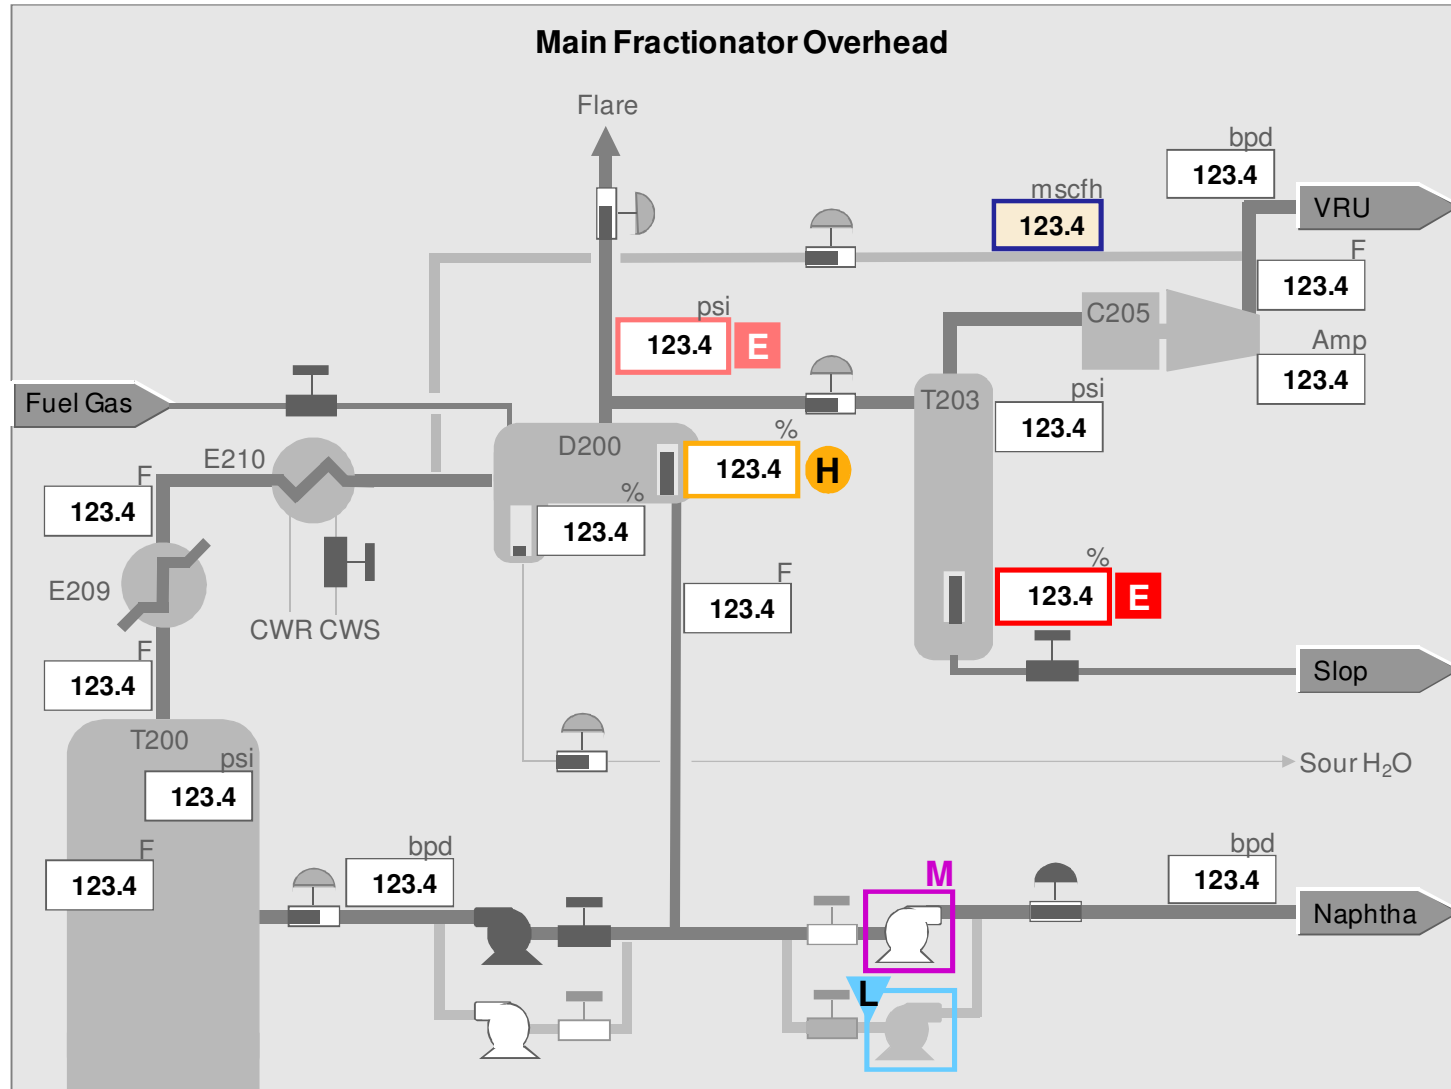 Main Fractionator Overhead
Flare
bpd
123.4
mscfh
123.4
VRU
F
123.4
psi
123.4 E
C205
Amp
123.4
Fuel Gas
T203
psi
123.4
D200
%
123.4 H
E210
F
123.4
%
123.4
E209
CWR CWS
F
123.4
%
123.4 E
F
123.4
Slop
T200
psi
123.4
Sour H₂O
F
123.4
bpd
123.4
M
bpd
123.4
Naphtha
L